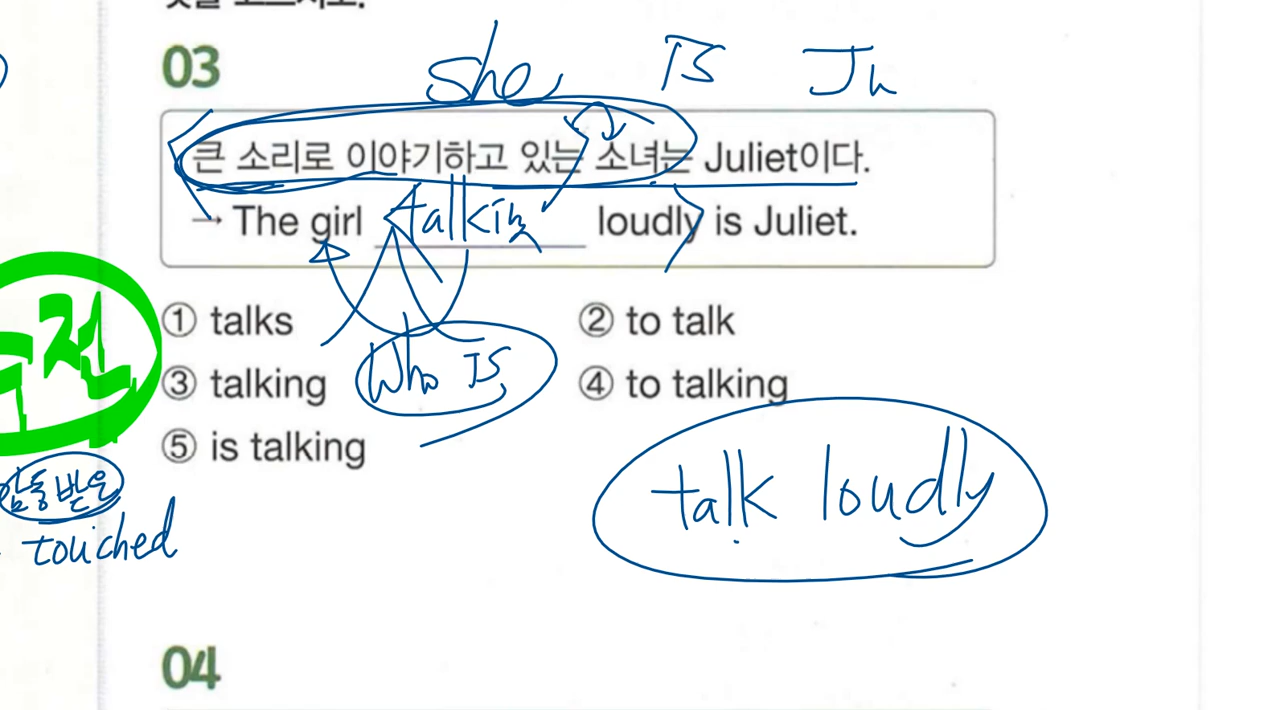 03
she is Ju
큰 소리로 이야기하고 있는 소녀는 Juliet이다.
→ The girl talking loudly is Juliet.
① talks
② to talk
③ talking
who is
④ to talking
⑤ is talking
talk loudly
감동받은
touched
04